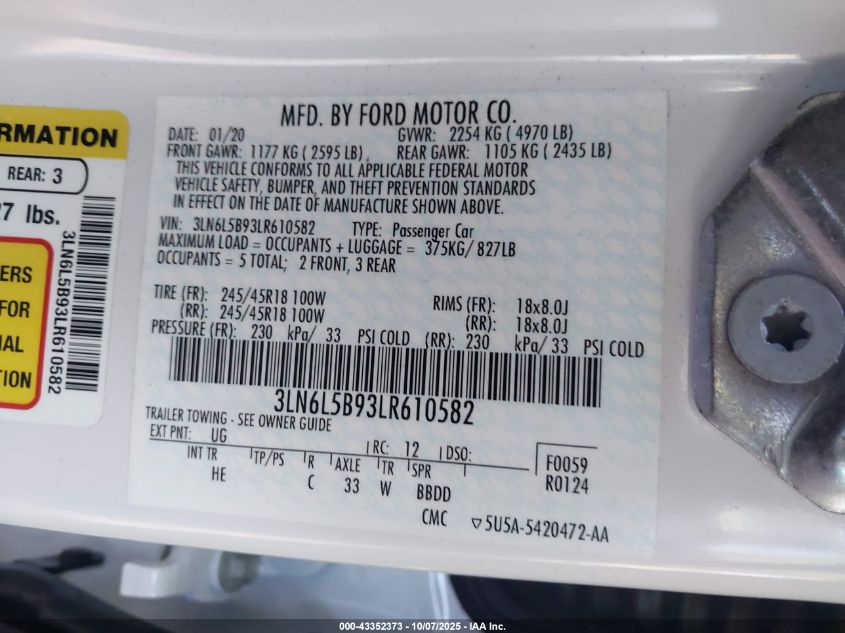 RMATION
REAR: 3
27 lbs.
ERS
FOR
IAL
TION
3LN6L5B93LR610582
MFD. BY FORD MOTOR CO.
DATE: 01/20 GVWR: 2254 KG ( 4970 LB)
FRONT GAWR: 1177 KG ( 2595 LB) REAR GAWR: 1105 KG ( 2435 LB)
THIS VEHICLE CONFORMS TO ALL APPLICABLE FEDERAL MOTOR
VEHICLE SAFETY, BUMPER, AND THEFT PREVENTION STANDARDS
IN EFFECT ON THE DATE OF MANUFACTURE SHOWN ABOVE.
VIN: 3LN6L5B93LR610582 TYPE: Passenger Car
MAXIMUM LOAD = OCCUPANTS + LUGGAGE = 375KG/ 827LB
OCCUPANTS = 5 TOTAL; 2 FRONT, 3 REAR
TIRE (FR): 245/45R18 100W RIMS (FR): 18x8.0J
(RR): 245/45R18 100W (RR): 18x8.0J
PRESSURE (FR): 230 kPa/ 33 PSI COLD (RR): 230 kPa/ 33 PSI COLD
3LN6L5B93LR610582
TRAILER TOWING - SEE OWNER GUIDE
EXT PNT: UG RC: 12 DSO:
INT TR TP/PS R AXLE TR SPR
HE C 33 W BBDD
F0059
R0124
CMC ▽5U5A-5420472-AA
000-43352373 | 10/07/2025 - IAA Inc.